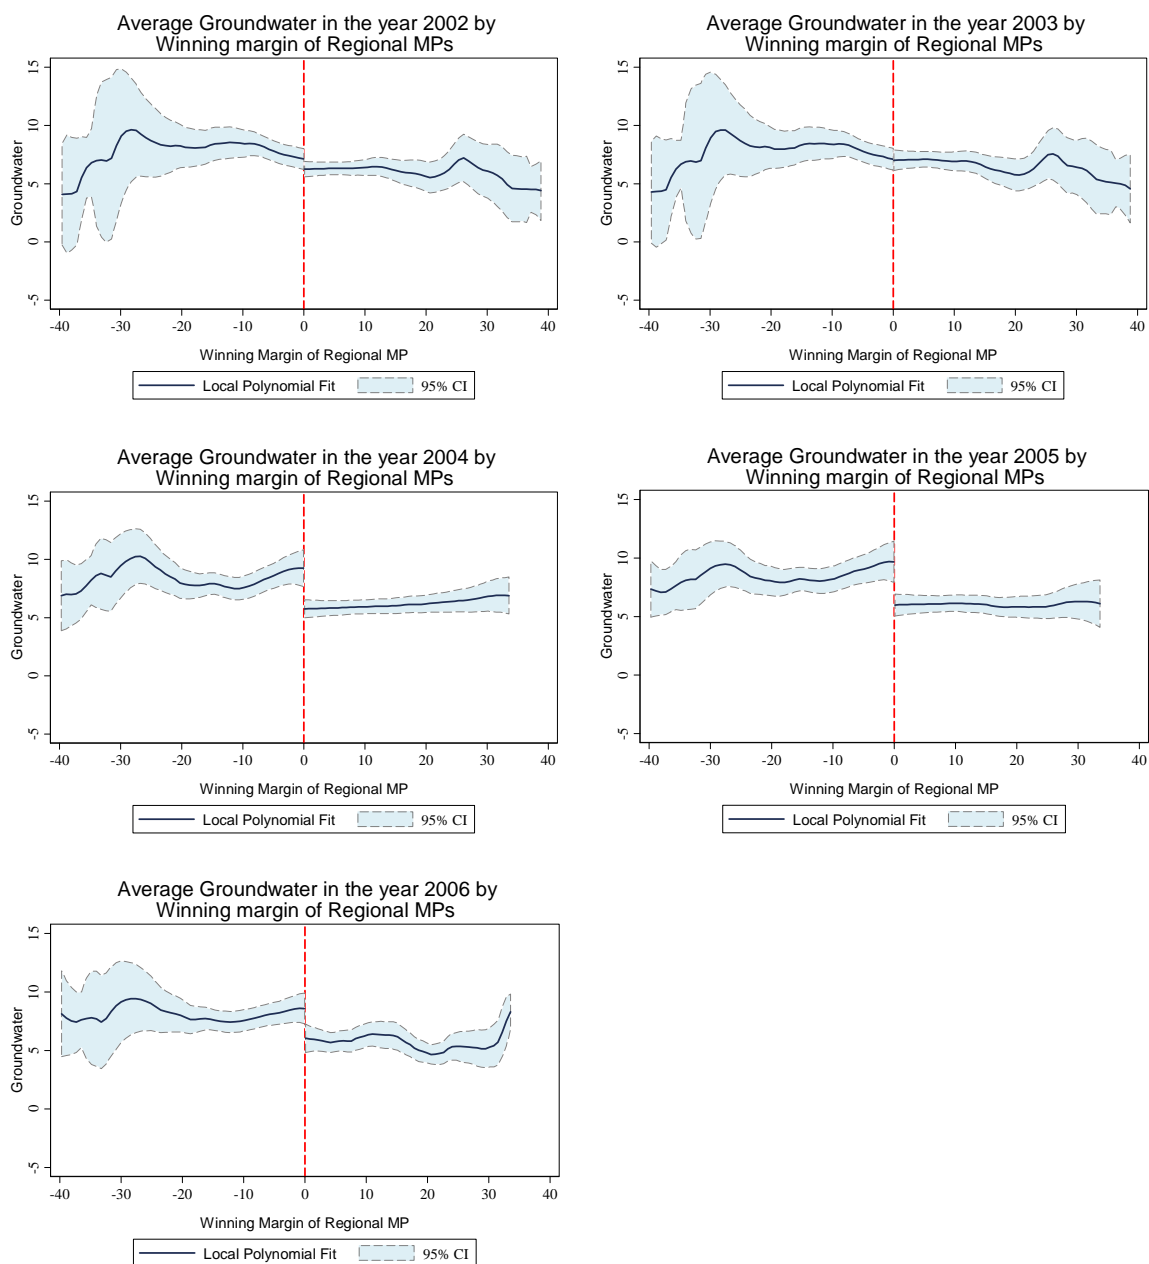 Average Groundwater in the year 2002 by
Winning margin of Regional MPs
15
10
5
0
-5
Groundwater
-40 -30 -20 -10 0 10 20 30 40
Winning Margin of Regional MP
Local Polynomial Fit 95% CI
Average Groundwater in the year 2003 by
Winning margin of Regional MPs
15
10
5
0
-5
Groundwater
-40 -30 -20 -10 0 10 20 30 40
Winning Margin of Regional MP
Local Polynomial Fit 95% CI
Average Groundwater in the year 2004 by
Winning margin of Regional MPs
15
10
5
0
-5
Groundwater
-40 -30 -20 -10 0 10 20 30 40
Winning Margin of Regional MP
Local Polynomial Fit 95% CI
Average Groundwater in the year 2005 by
Winning margin of Regional MPs
15
10
5
0
-5
Groundwater
-40 -30 -20 -10 0 10 20 30 40
Winning Margin of Regional MP
Local Polynomial Fit 95% CI
Average Groundwater in the year 2006 by
Winning margin of Regional MPs
15
10
5
0
-5
Groundwater
-40 -30 -20 -10 0 10 20 30 40
Winning Margin of Regional MP
Local Polynomial Fit 95% CI